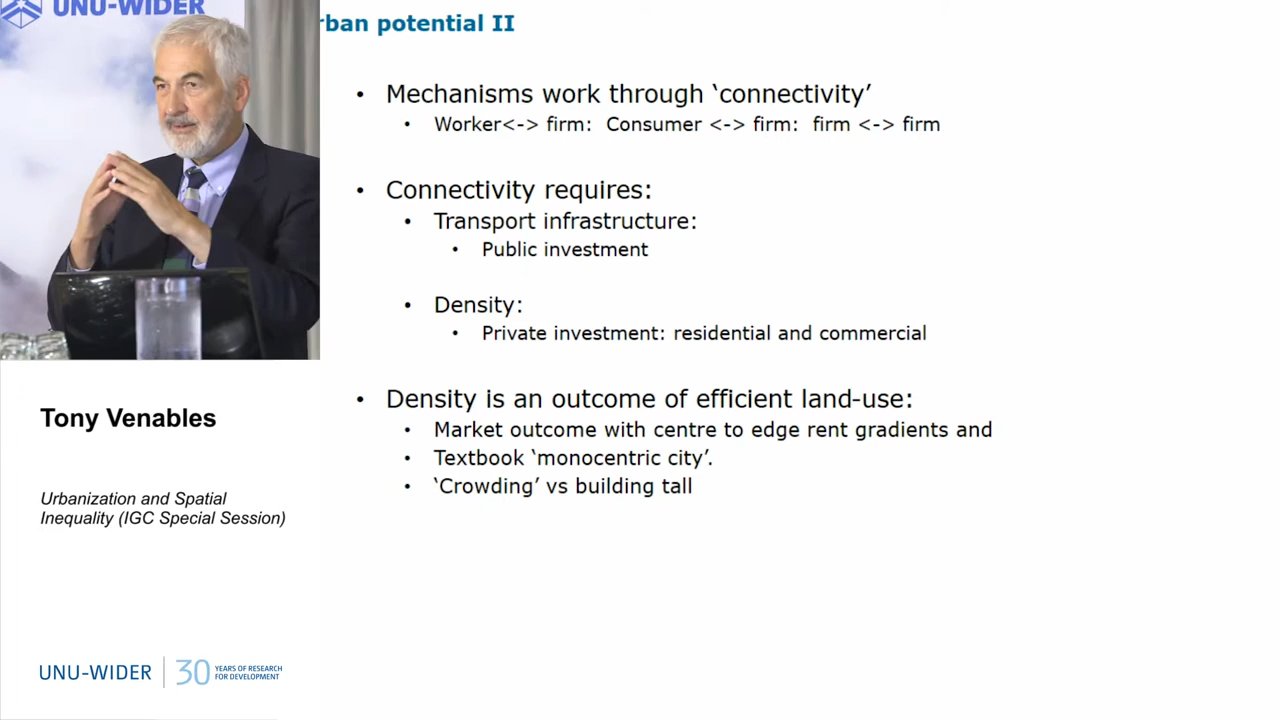 UNU-WIDER
rban potential II
• Mechanisms work through ‘connectivity’
• Worker<-> firm: Consumer <-> firm: firm <-> firm
• Connectivity requires:
• Transport infrastructure:
• Public investment
• Density:
• Private investment: residential and commercial
• Density is an outcome of efficient land-use:
• Market outcome with centre to edge rent gradients and
• Textbook ‘monocentric city’.
• ‘Crowding’ vs building tall
Tony Venables
Urbanization and Spatial
Inequality (IGC Special Session)
UNU-WIDER
30 YEARS OF RESEARCH
FOR DEVELOPMENT